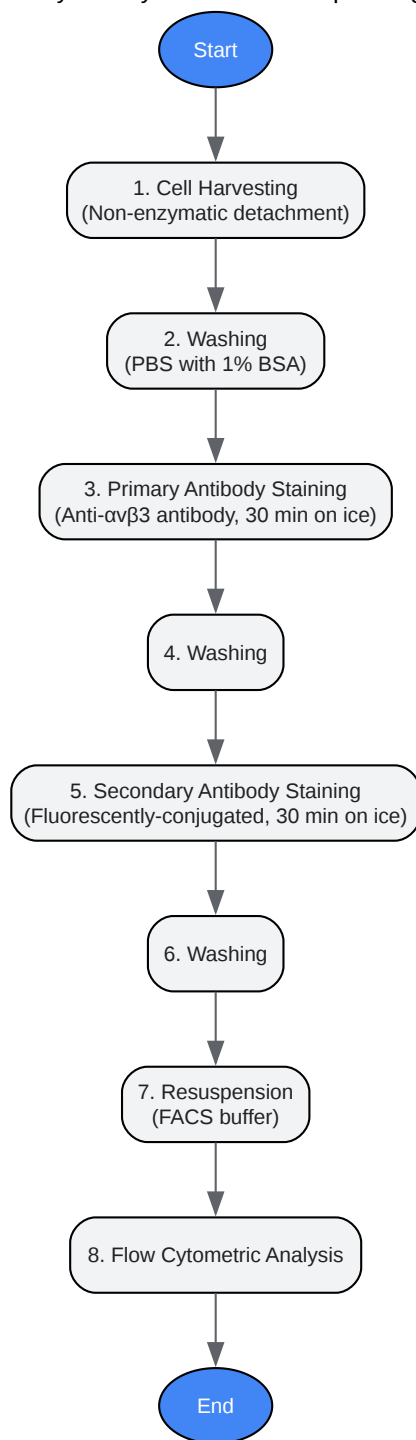 Start
1. Cell Harvesting
(Non-enzymatic detachment)
2. Washing
(PBS with 1% BSA)
3. Primary Antibody Staining
(Anti-αvβ3 antibody, 30 min on ice)
4. Washing
5. Secondary Antibody Staining
(Fluorescently-conjugated, 30 min on ice)
6. Washing
7. Resuspension
(FACS buffer)
8. Flow Cytometric Analysis
End